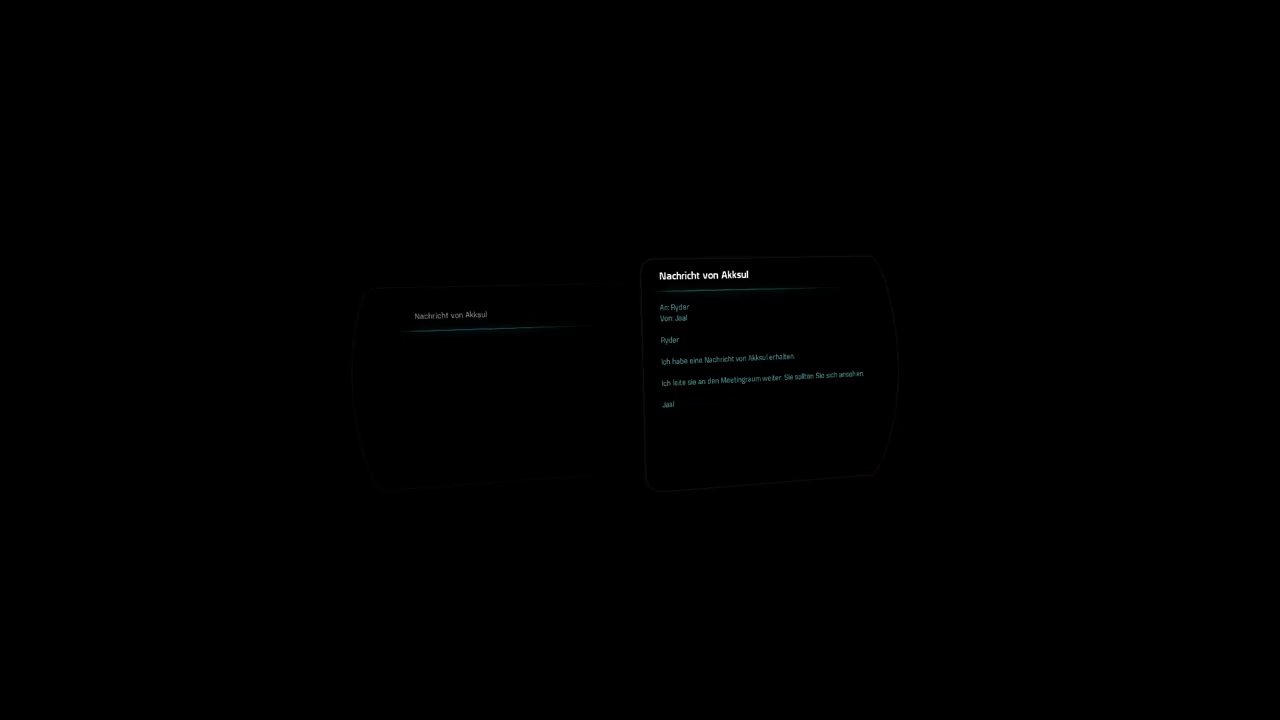 Nachricht von Akksul
Nachricht von Akksul
An: Ryder
Von: Jaal
Ryder
Ich habe eine Nachricht von Akksul erhalten.
Ich leite sie an den Meetingraum weiter. Sie sollten Sie sich ansehen.
Jaal